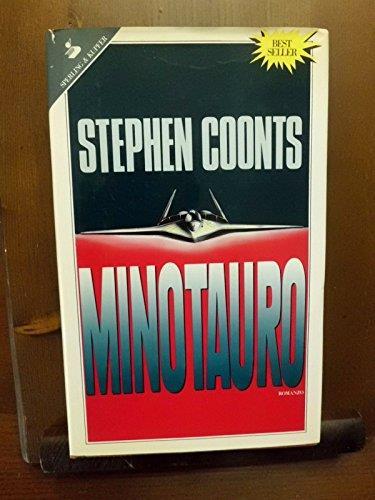 SPERLING & KUPFER
BEST
SELLER
STEPHEN COONTS
MINOTAURO
ROMANZO